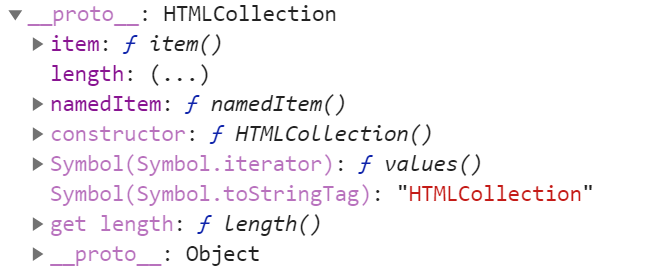 ▼ __proto__: HTMLCollection
▶ item: ƒ item()
length: (...)
▶ namedItem: ƒ namedItem()
▶ constructor: ƒ HTMLCollection()
▶ Symbol(Symbol.iterator): ƒ values()
Symbol(Symbol.toStringTag): "HTMLCollection"
▶ get length: ƒ length()
▶ __proto__: Object